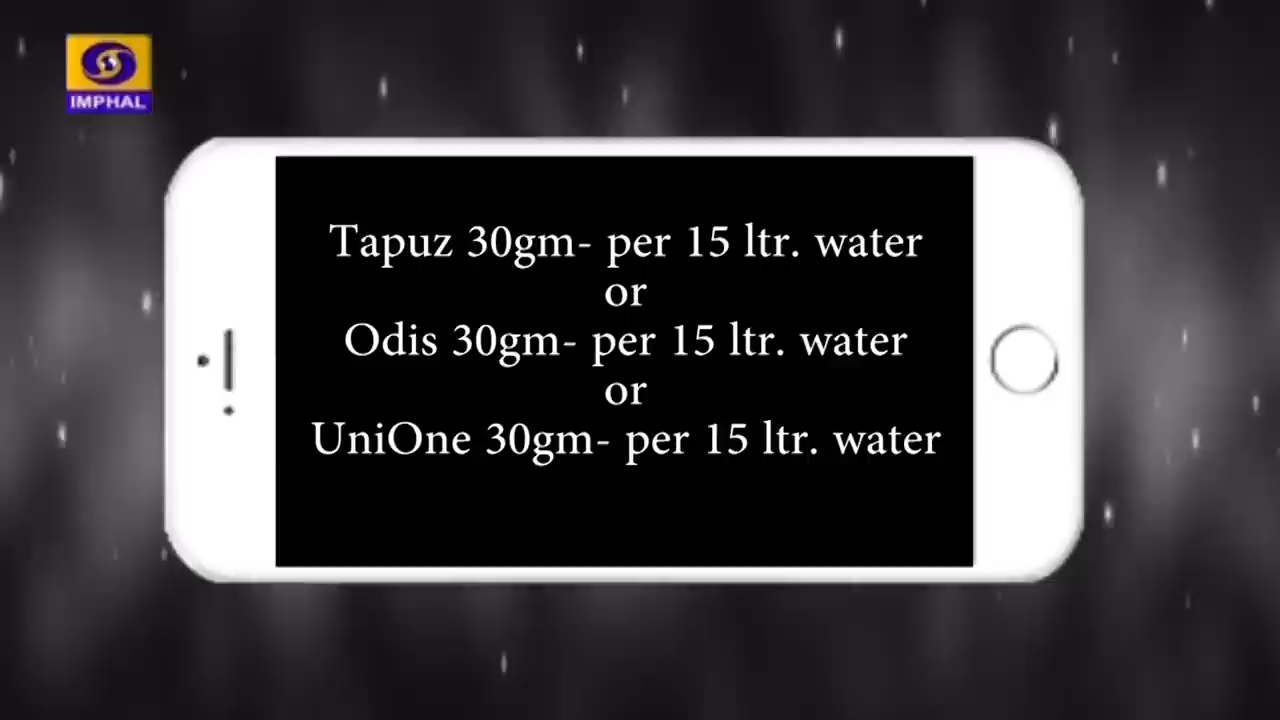 IMPHAL
Tapuz 30gm- per 15 ltr. water
or
Odis 30gm- per 15 ltr. water
or
UniOne 30gm- per 15 ltr. water